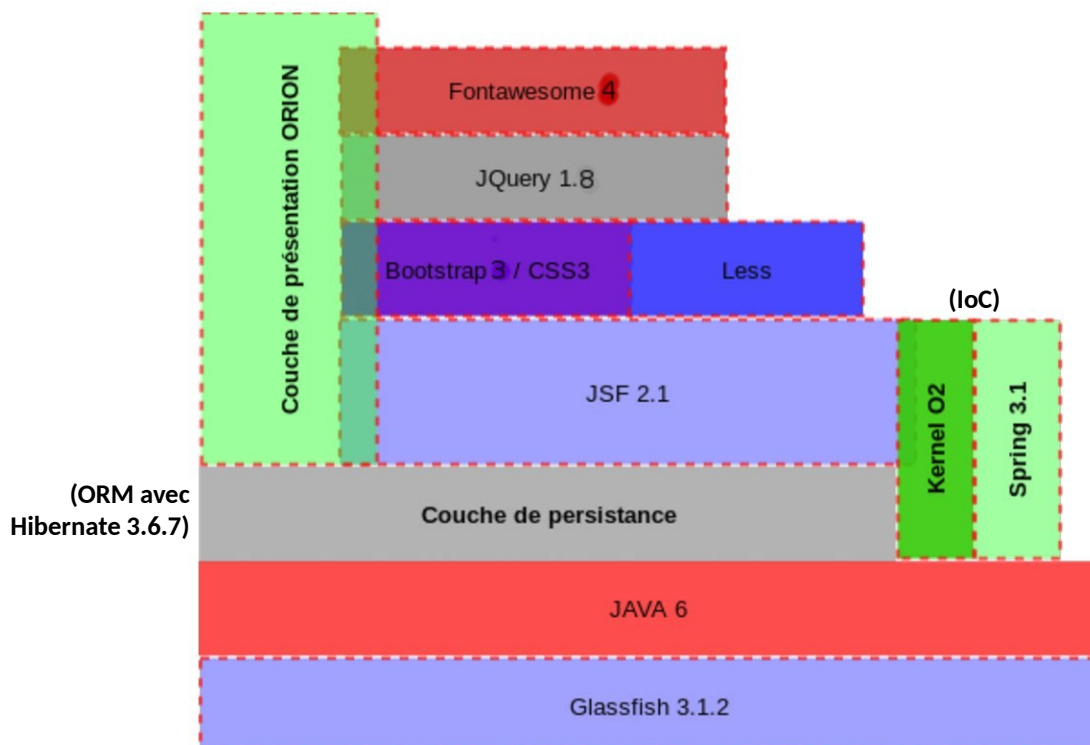 Couche de présentation ORION
Fontawesome 4
JQuery 1.8
Bootstrap 3 / CSS3
Less
(IoC)
JSF 2.1
Kernel O2
Spring 3.1
(ORM avec
Hibernate 3.6.7)
Couche de persistance
JAVA 6
Glassfish 3.1.2